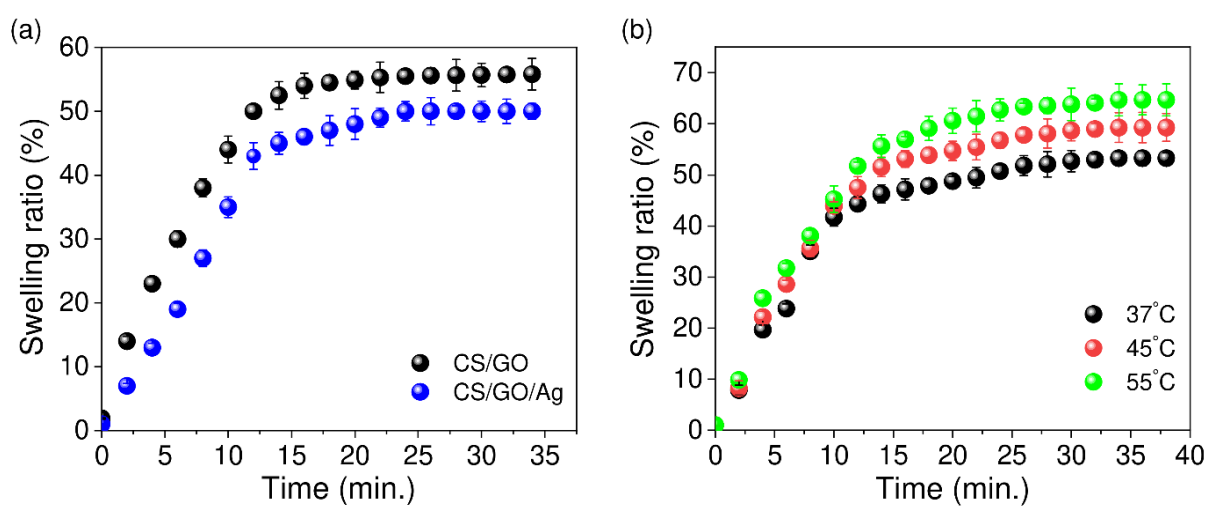 (a)
60
50
40
30
20
10
0
Swelling ratio (%)
CS/GO
CS/GO/Ag
0 5 10 15 20 25 30 35
Time (min.)
(b)
70
60
50
40
30
20
10
0
Swelling ratio (%)
37°C
45°C
55°C
0 5 10 15 20 25 30 35 40
Time (min.)